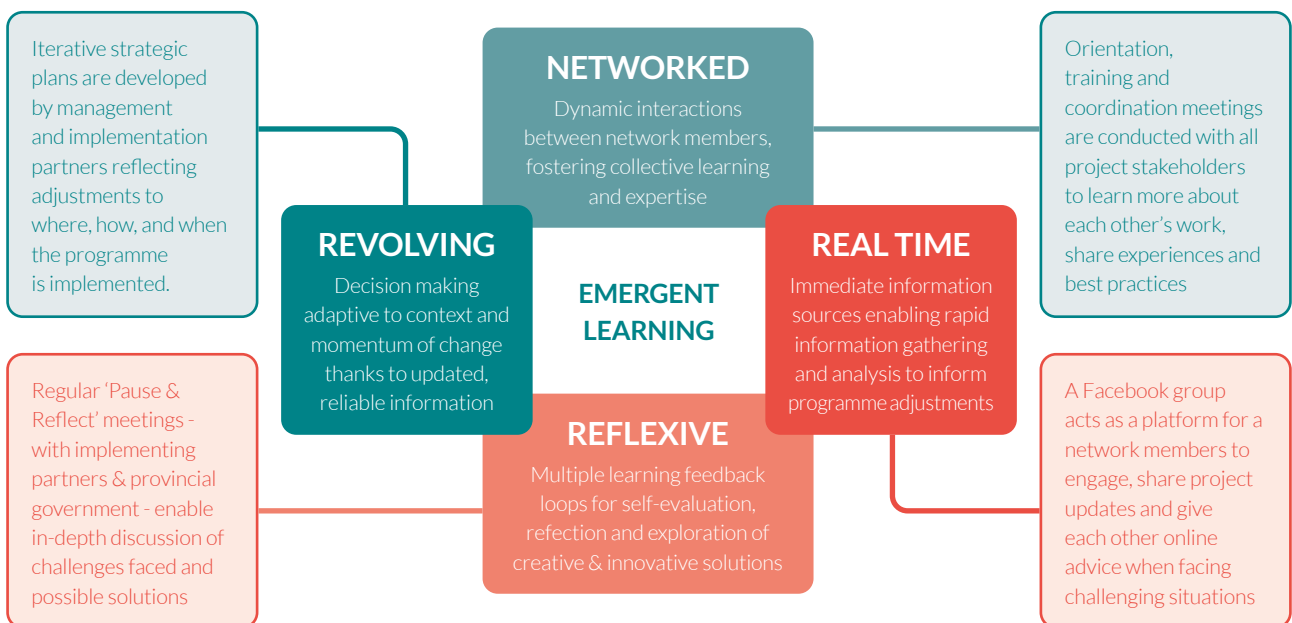 Iterative strategic
plans are developed
by management
and implementation
partners reflecting
adjustments to
where, how, and when
the programme
is implemented.
NETWORKED
Dynamic interactions
between network members,
fostering collective learning
and expertise
Orientation,
training and
coordination meetings
are conducted with all
project stakeholders
to learn more about
each other’s work,
share experiences and
best practices
REVOLVING
Decision making
adaptive to context and
momentum of change
thanks to updated,
reliable information
EMERGENT
LEARNING
REAL TIME
Immediate information
sources enabling rapid
information gathering
and analysis to inform
programme adjustments
Regular ‘Pause &
Reflect’ meetings -
with implementing
partners & provincial
government - enable
in-depth discussion of
challenges faced and
possible solutions
REFLEXIVE
Multiple learning feedback
loops for self-evaluation,
refection and exploration of
creative & innovative solutions
A Facebook group
acts as a platform for a
network members to
engage, share project
updates and give
each other online
advice when facing
challenging situations